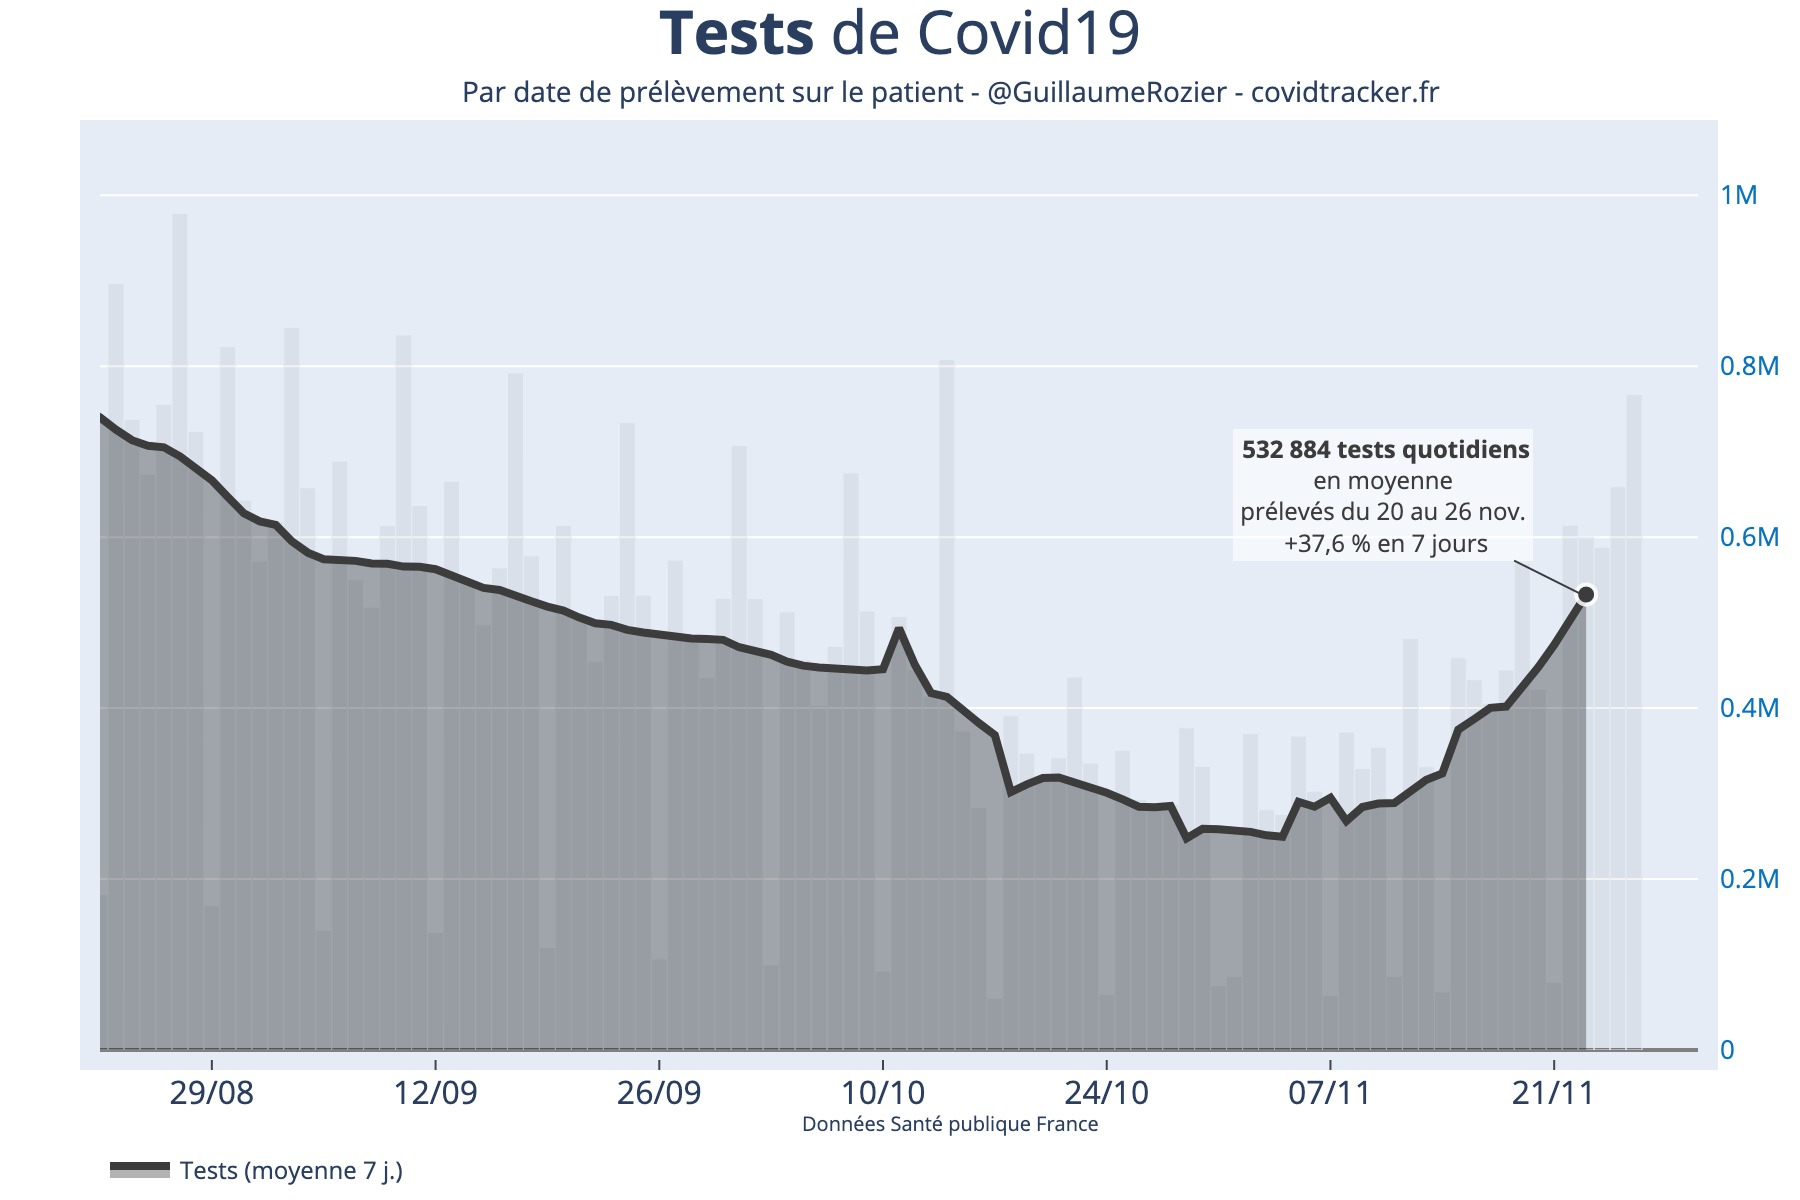 Tests de Covid19
Par date de prélèvement sur le patient - @GuillaumeRozier - covidtracker.fr
1M
0.8M
532 884 tests quotidiens
en moyenne
prélevés du 20 au 26 nov.
+37,6 % en 7 jours
0.6M
0.4M
0.2M
0
29/08 12/09 26/09 10/10 24/10 07/11 21/11
Données Santé publique France
Tests (moyenne 7 j.)